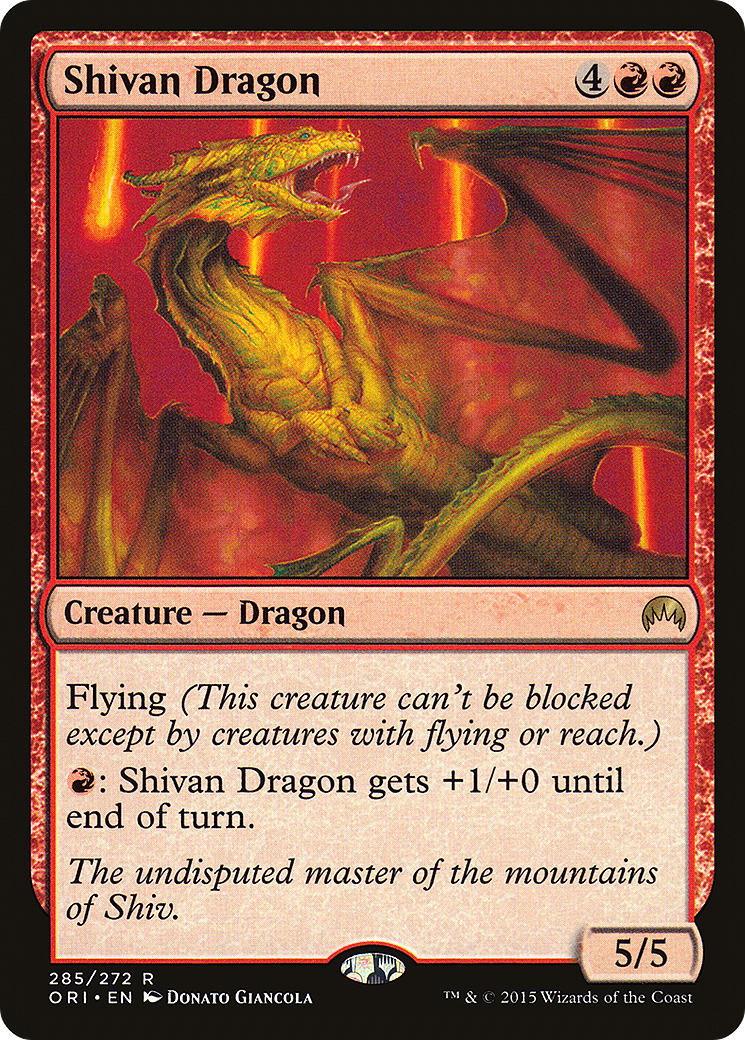 Shivan Dragon 4
Creature — Dragon
Flying (This creature can't be blocked
except by creatures with flying or reach.)
: Shivan Dragon gets +1/+0 until
end of turn.
The undisputed master of the mountains
of Shiv.
5/5
285/272 R
ORI • EN Donato Giancola
™ & © 2015 Wizards of the Coast